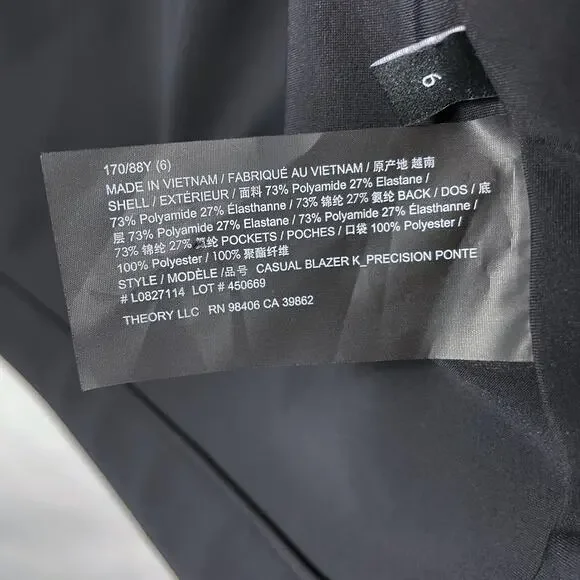 6
170/88Y (6)
MADE IN VIETNAM / FABRIQUÉ AU VIETNAM / 原产地 越南
SHELL / EXTÉRIEUR / 面料 73% Polyamide 27% Elastane /
73% Polyamide 27% Élasthanne / 73% 锦纶 27% 氨纶 BACK / DOS / 底
层 73% Polyamide 27% Elastane / 73% Polyamide 27% Élasthanne /
73% 锦纶 27% 氨纶 POCKETS / POCHES / 口袋 100% Polyester /
100% Polyester / 100% 聚酯纤维
STYLE / MODÈLE / 品号 CASUAL BLAZER K_PRECISION PONTE
# L0827114 LOT # 450669
THEORY LLC RN 98406 CA 39862